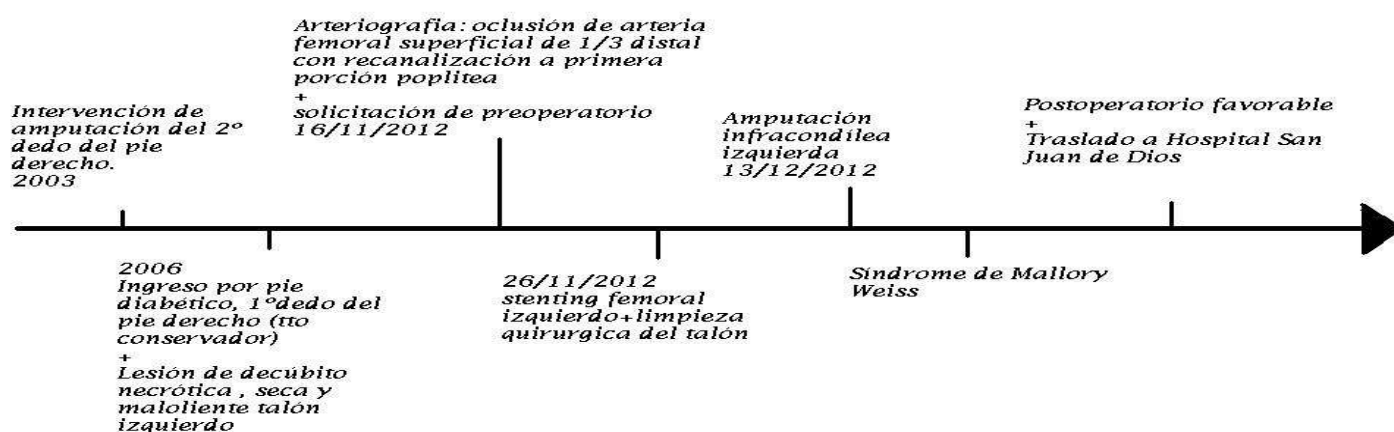 Intervención de
amputación del 2º
dedo del pie
derecho.
2003
2006
Ingreso por pie
diabético, 1ºdedo del
pie derecho (tto
conservador)
+
Lesión de decúbito
necrótica , seca y
maloliente talón
izquierdo
Arteriografia: oclusión de arteria
femoral superficial de 1/3 distal
con recanalización a primera
porción poplitea
+
solicitación de preoperatorio
16/11/2012
26/11/2012
stenting femoral
izquierdo+limpieza
quirurgica del talón
Amputación
infracondílea
izquierda
13/12/2012
Síndrome de Mallory
Weiss
Postoperatorio favorable
+
Traslado a Hospital San
Juan de Dios